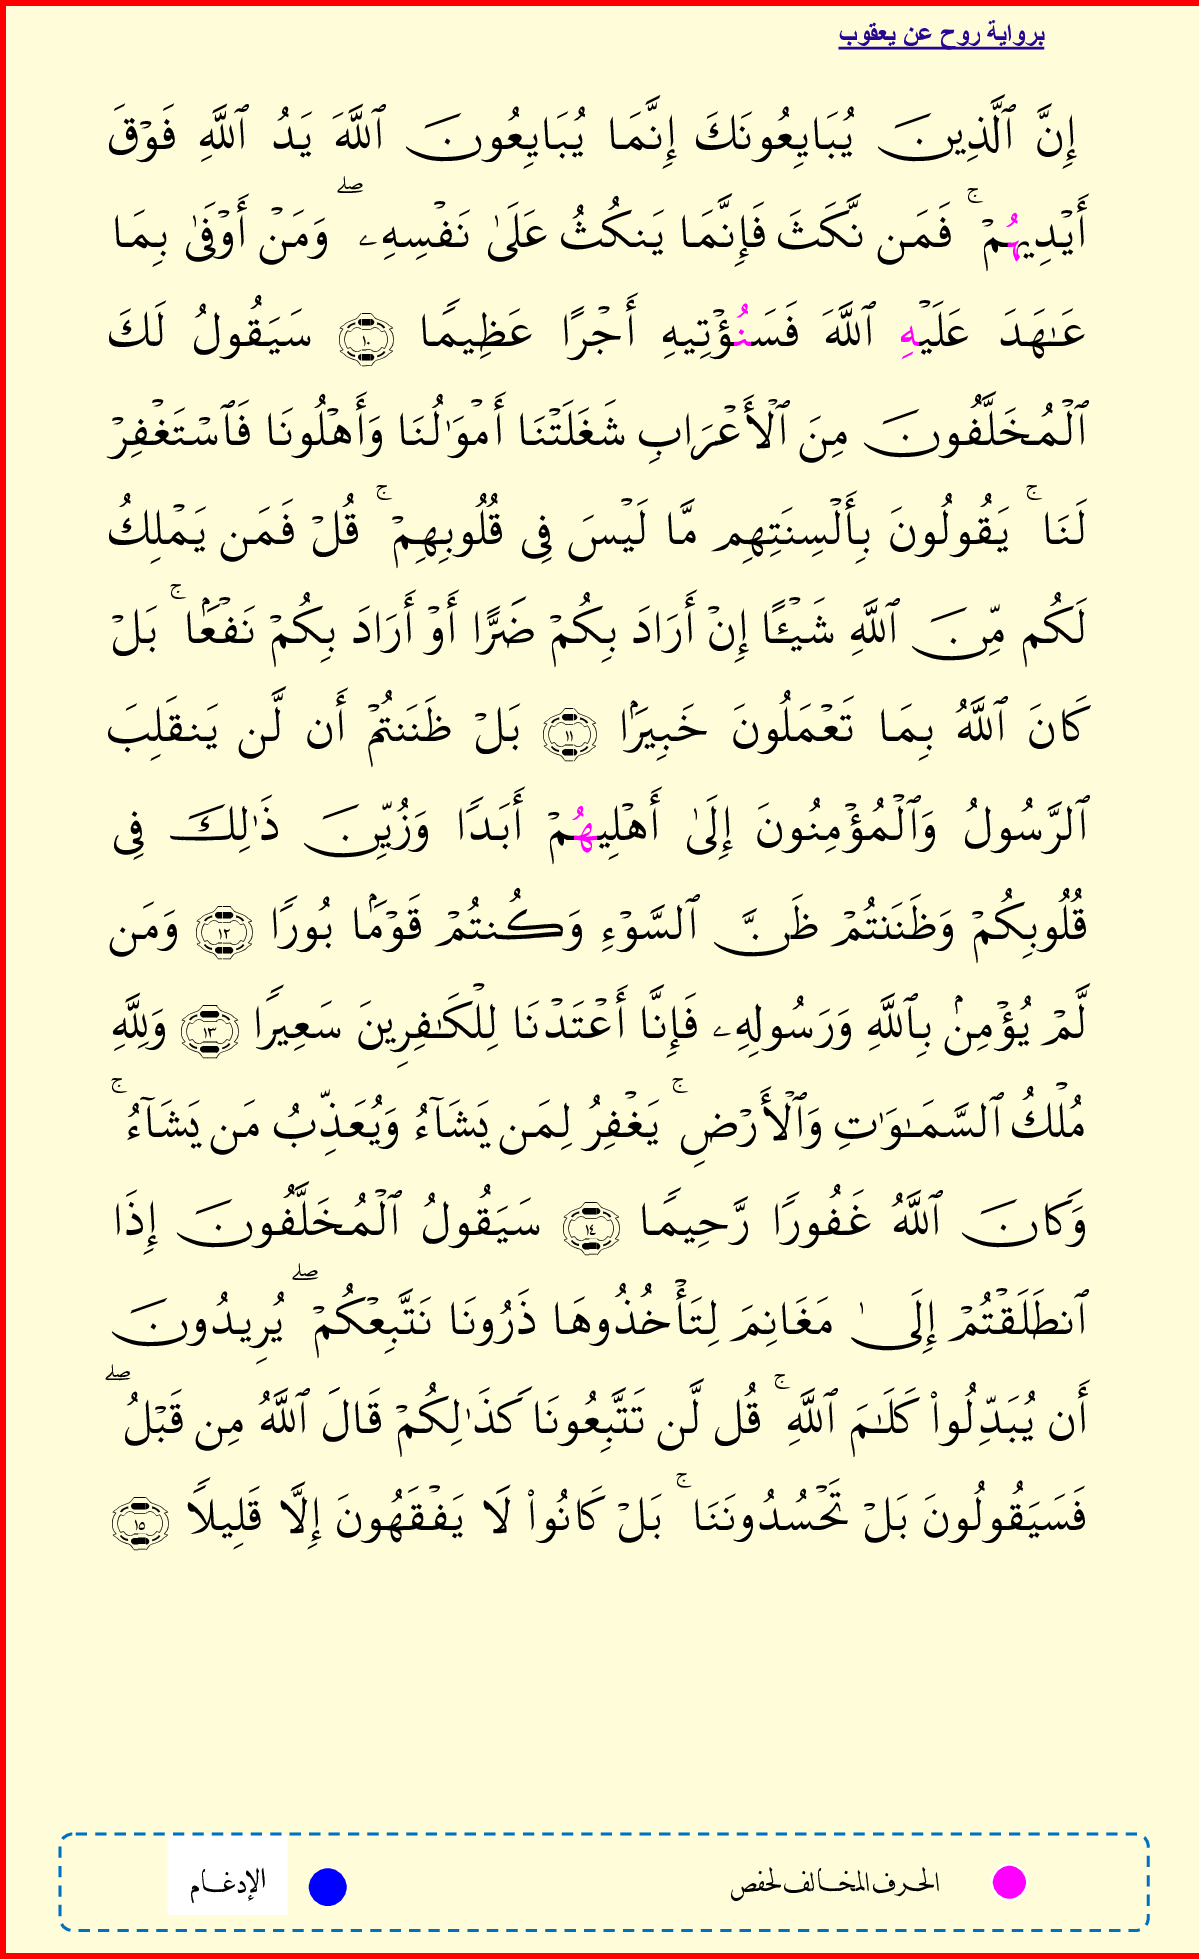 برواية روح عن يعقوب
إِنَّ ٱلَّذِينَ يُبَايِعُونَكَ إِنَّمَا يُبَايِعُونَ ٱللَّهَ يَدُ ٱللَّهِ فَوۡقَ
أَيۡدِيهُمۡۚ فَمَن نَّكَثَ فَإِنَّمَا يَنكُثُ عَلَىٰ نَفۡسِهِۦۖ وَمَنۡ أَوۡفَىٰ بِمَا
عَـٰهَدَ عَلَيۡهِ ٱللَّهَ فَسَنُؤۡتِيهِ أَجۡرًا عَظِيمًا ١٠ سَيَقُولُ لَكَ
ٱلۡمُخَلَّفُونَ مِنَ ٱلۡأَعۡرَابِ شَغَلَتۡنَا أَمۡوَٰلُنَا وَأَهۡلُونَا فَٱسۡتَغۡفِرۡ
لَنَاۚ يَقُولُونَ بِأَلۡسِنَتِهِم مَّا لَيۡسَ فِى قُلُوبِهِمۡۚ قُلۡ فَمَن يَمۡلِكُ
لَكُم مِّنَ ٱللَّهِ شَيۡـًٔا إِنۡ أَرَادَ بِكُمۡ ضَرًّا أَوۡ أَرَادَ بِكُمۡ نَفۡعَۢاۚ بَلۡ
كَانَ ٱللَّهُ بِمَا تَعۡمَلُونَ خَبِيرَۢا ١١ بَلۡ ظَنَنتُمۡ أَن لَّن يَنقَلِبَ
ٱلرَّسُولُ وَٱلۡمُؤۡمِنُونَ إِلَىٰ أَهۡلِيهُمۡ أَبَدًا وَزُيِّنَ ذَٰلِكَ فِى
قُلُوبِكُمۡ وَظَنَنتُمۡ ظَنَّ ٱلسَّوۡءِ وَكُنتُمۡ قَوۡمَۢا بُورًا ١٢ وَمَن
لَّمۡ يُؤۡمِنۢ بِٱللَّهِ وَرَسُولِهِۦ فَإِنَّا أَعۡتَدۡنَا لِلۡكَـٰفِرِينَ سَعِيرًا ١٣ وَلِلَّهِ
مُلۡكُ ٱلسَّمَـٰوَٰتِ وَٱلۡأَرۡضِۚ يَغۡفِرُ لِمَن يَشَآءُ وَيُعَذِّبُ مَن يَشَآءُۚ
وَكَانَ ٱللَّهُ غَفُورًا رَّحِيمًا ١٤ سَيَقُولُ ٱلۡمُخَلَّفُونَ إِذَا
ٱنطَلَقۡتُمۡ إِلَىٰ مَغَانِمَ لِتَأۡخُذُوهَا ذَرُونَا نَتَّبِعۡكُمۡۖ يُرِيدُونَ
أَن يُبَدِّلُواْ كَلَـٰمَ ٱللَّهِۚ قُل لَّن تَتَّبِعُونَا كَذَٰلِكُمۡ قَالَ ٱللَّهُ مِن قَبۡلُۖ
فَسَيَقُولُونَ بَلۡ تَحۡسُدُونَنَاۚ بَلۡ كَانُواْ لَا يَفۡقَهُونَ إِلَّا قَلِيلًا ١٥
الحرف المخالف لحفص الإدغام